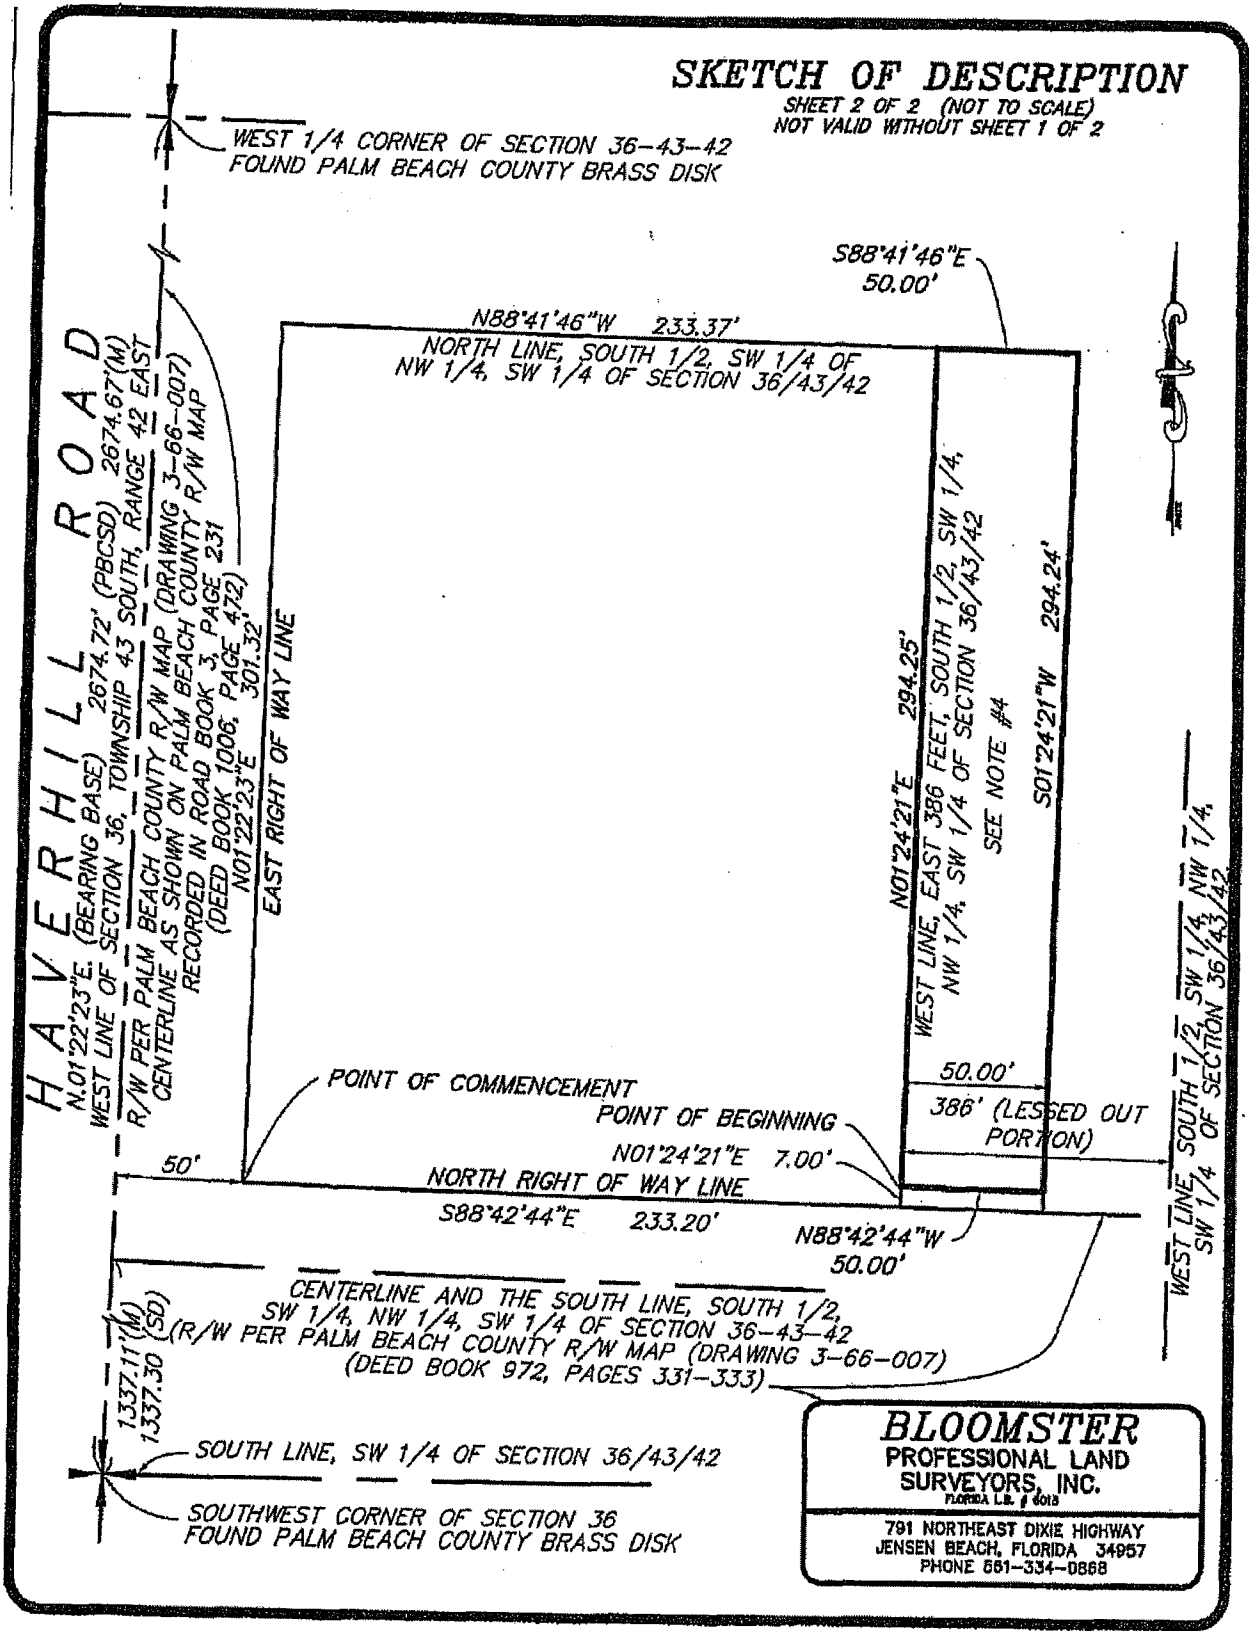 SKETCH OF DESCRIPTION
SHEET 2 OF 2 (NOT TO SCALE)
NOT VALID WITHOUT SHEET 1 OF 2
WEST 1/4 CORNER OF SECTION 36-43-42
FOUND PALM BEACH COUNTY BRASS DISK
S88°41'46"E
50.00'
N88°41'46"W 233.37'
NORTH LINE, SOUTH 1/2, SW 1/4 OF
NW 1/4, SW 1/4 OF SECTION 36/43/42
HAVERHILL ROAD
N.01°22'23"E. (BEARING BASE) 2674.72' (PBCSD) 2674.67'(M)
WEST LINE OF SECTION 36, TOWNSHIP 43 SOUTH, RANGE 42 EAST
R/W PER PALM BEACH COUNTY R/W MAP (DRAWING 3-66-007)
CENTERLINE AS SHOWN ON PALM BEACH COUNTY R/W MAP
RECORDED IN ROAD BOOK 3, PAGE 231
(DEED BOOK 1006, PAGE 472)
N01°22'23"E 301.32'
EAST RIGHT OF WAY LINE
N01°24'21"E 294.25'
WEST LINE, EAST 386 FEET, SOUTH 1/2, SW 1/4,
NW 1/4, SW 1/4 OF SECTION 36/43/42
SEE NOTE #4
S01°24'21"W 294.24'
WEST LINE, SOUTH 1/2, SW 1/4, NW 1/4,
SW 1/4 OF SECTION 36/43/42.
POINT OF COMMENCEMENT
POINT OF BEGINNING
50.00'
386' (LESSED OUT
PORTION)
N01°24'21"E 7.00'
50'
NORTH RIGHT OF WAY LINE
S88°42'44"E 233.20'
N88°42'44"W
50.00'
CENTERLINE AND THE SOUTH LINE, SOUTH 1/2,
SW 1/4, NW 1/4, SW 1/4 OF SECTION 36-43-42
(R/W PER PALM BEACH COUNTY R/W MAP (DRAWING 3-66-007)
(DEED BOOK 972, PAGES 331-333)
1337.11'(M)
1337.30 (SD)
SOUTH LINE, SW 1/4 OF SECTION 36/43/42
SOUTHWEST CORNER OF SECTION 36
FOUND PALM BEACH COUNTY BRASS DISK
BLOOMSTER
PROFESSIONAL LAND
SURVEYORS, INC.
FLORIDA L.B. # 6018
791 NORTHEAST DIXIE HIGHWAY
JENSEN BEACH, FLORIDA 34957
PHONE 561-334-0868